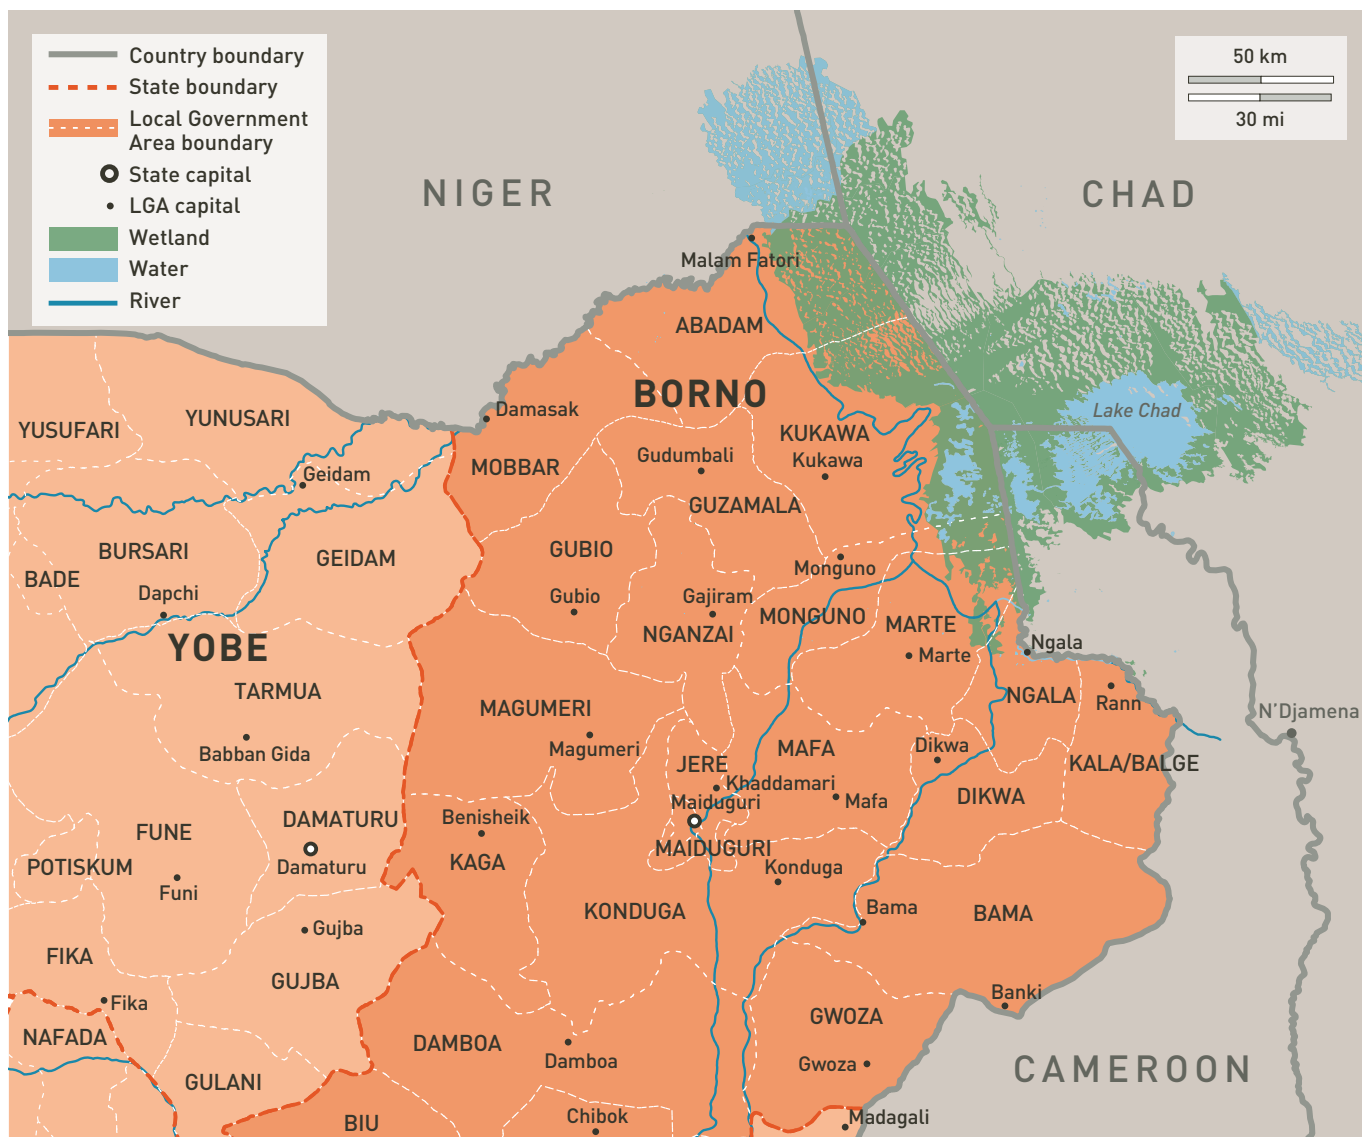 Country boundary
State boundary
Local Government
Area boundary
State capital
LGA capital
Wetland
Water
River
50 km
30 mi
NIGER
CHAD
Malam Fatori
ABADAM
BORNO
Lake Chad
Damasak
YUNUSARI
YUSUFARI
KUKAWA
Kukawa
Gudumbali
MOBBAR
Geidam
GUZAMALA
BURSARI
GEIDAM
GUBIO
BADE
Monguno
Dapchi
Gubio
Gajiram
MONGUNO
MARTE
NGANZAI
YOBE
Marte
Ngala
TARMUA
NGALA
Rann
MAGUMERI
N'Djamena
Babban Gida
Magumeri
MAFA
Dikwa
JERE
KALA/BALGE
Khaddamari
DIKWA
Maiduguri
Mafa
Benisheik
DAMATURU
FUNE
MAIDUGURI
KAGA
POTISKUM
Damaturu
Konduga
Funi
KONDUGA
Bama
BAMA
Gujba
FIKA
GUJBA
Banki
Fika
GWOZA
NAFADA
DAMBOA
Damboa
Gwoza
CAMEROON
GULANI
BIU
Chibok
Madagali